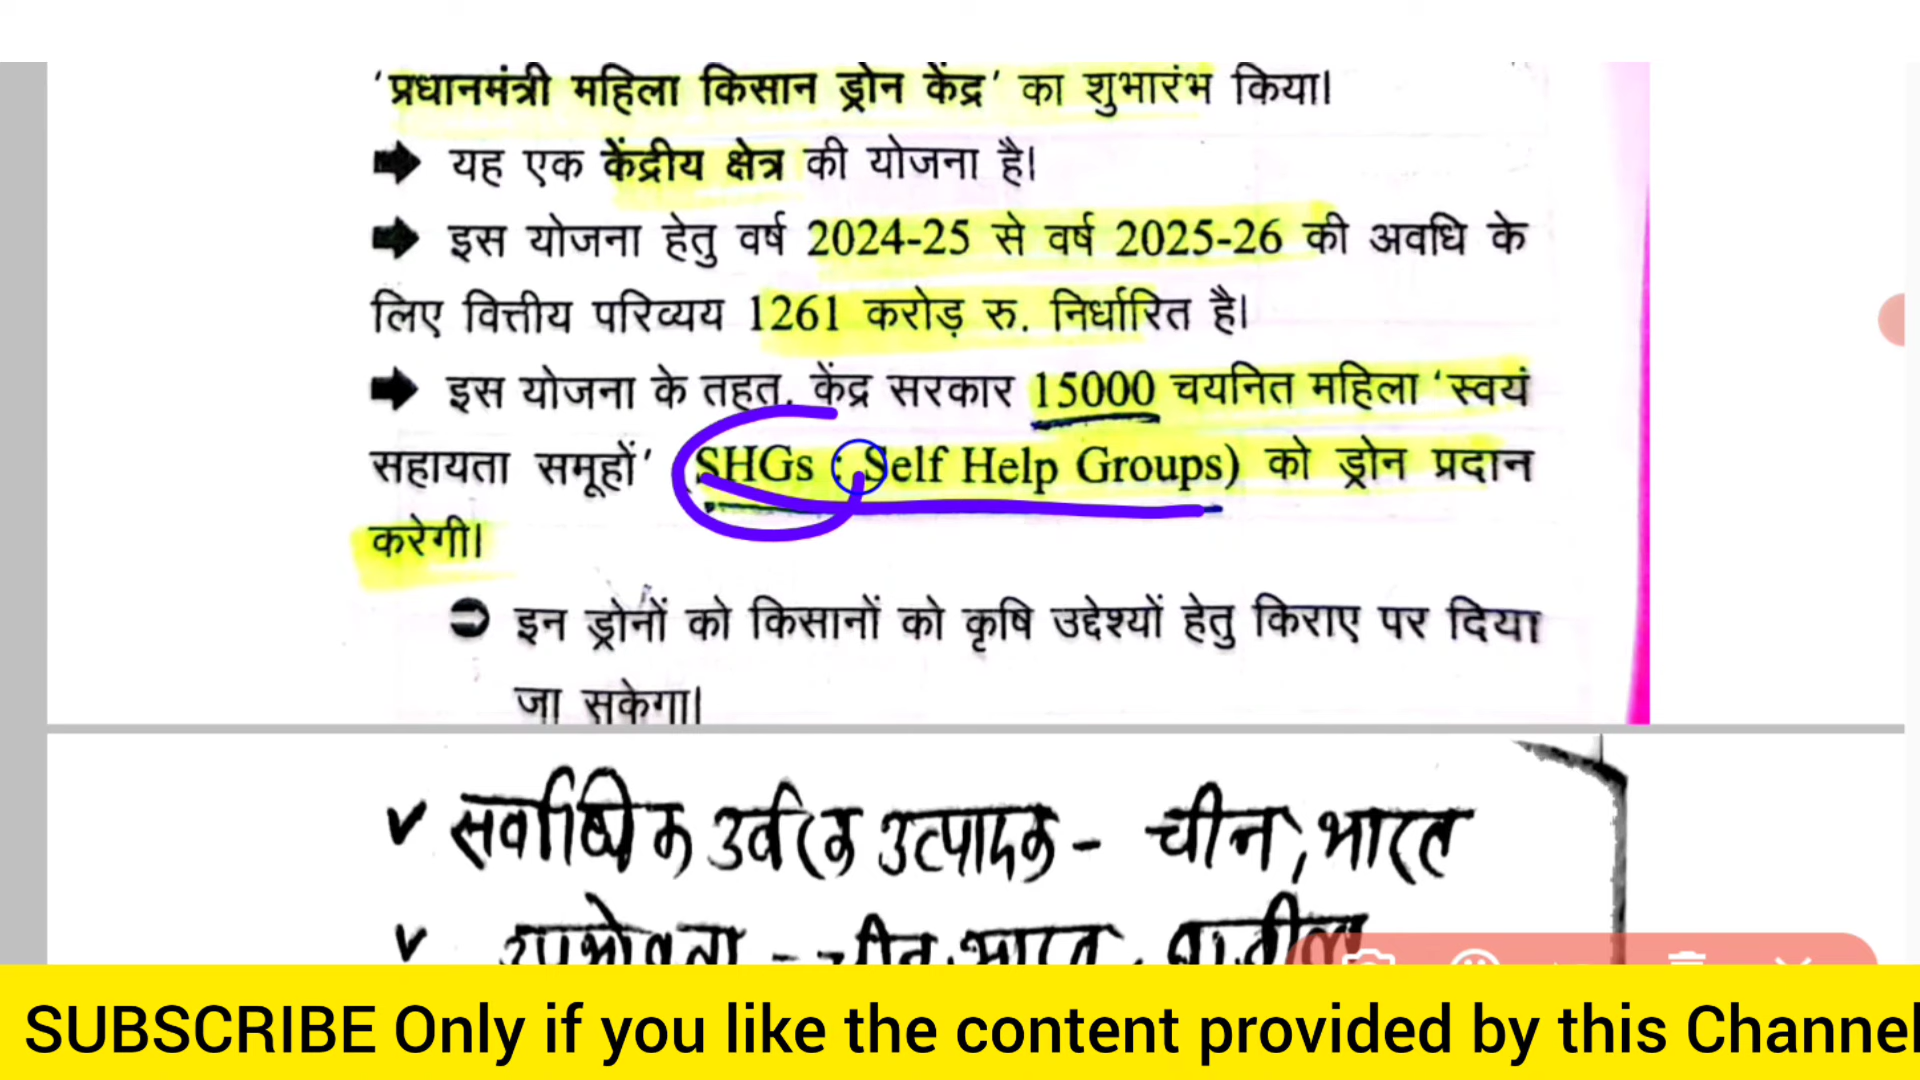 ‘प्रधानमंत्री महिला किसान ड्रोन केंद्र’ का शुभारंभ किया।
यह एक केंद्रीय क्षेत्र की योजना है।
इस योजना हेतु वर्ष 2024-25 से वर्ष 2025-26 की अवधि के
लिए वित्तीय परिव्यय 1261 करोड़ रु. निर्धारित है।
इस योजना के तहत, केंद्र सरकार 15000 चयनित महिला ‘स्वयं
सहायता समूहों’ (SHGs : Self Help Groups) को ड्रोन प्रदान
करेगी।
इन ड्रोनों को किसानों को कृषि उद्देश्यों हेतु किराए पर दिया
जा सकेगा।
सर्वाधिक उर्वरक उत्पादक - चीन, भारत
उपभोक्ता - चीन, भारत,
SUBSCRIBE Only if you like the content provided by this Channel